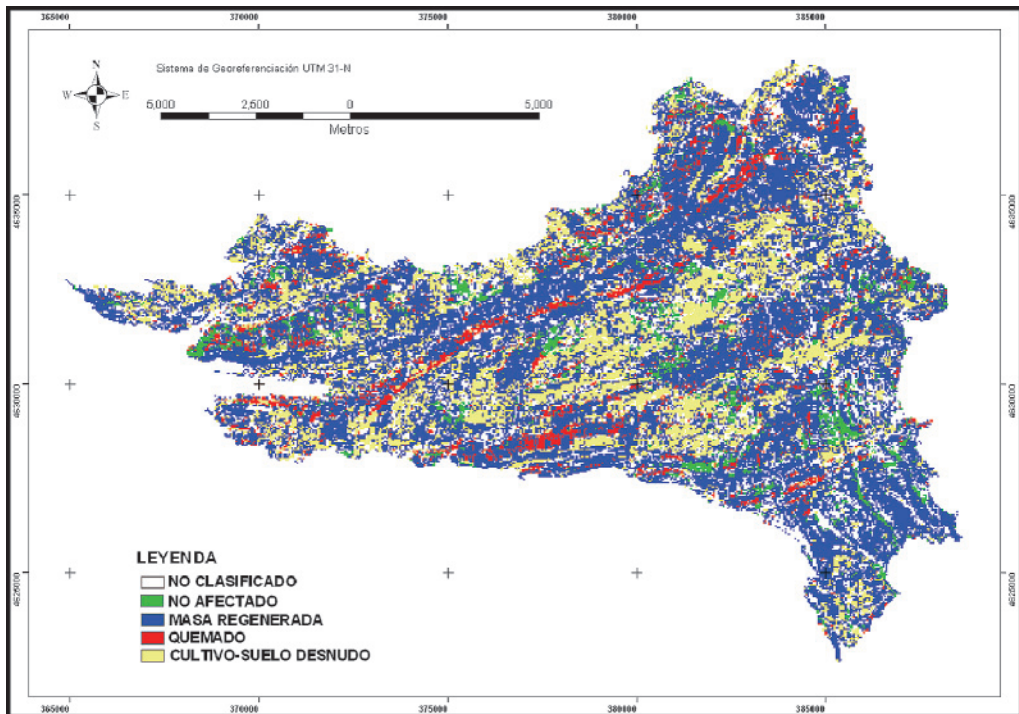 365000 370000 375000 380000 385000
Sistema de Georeferenciación UTM 31-N
N
W E
S
5,000 2,500 0 5,000
Metros
4635000 4635000
4630000 4630000
4625000 4625000
LEYENDA
NO CLASIFICADO
NO AFECTADO
MASA REGENERADA
QUEMADO
CULTIVO-SUELO DESNUDO
365000 370000 375000 380000 385000